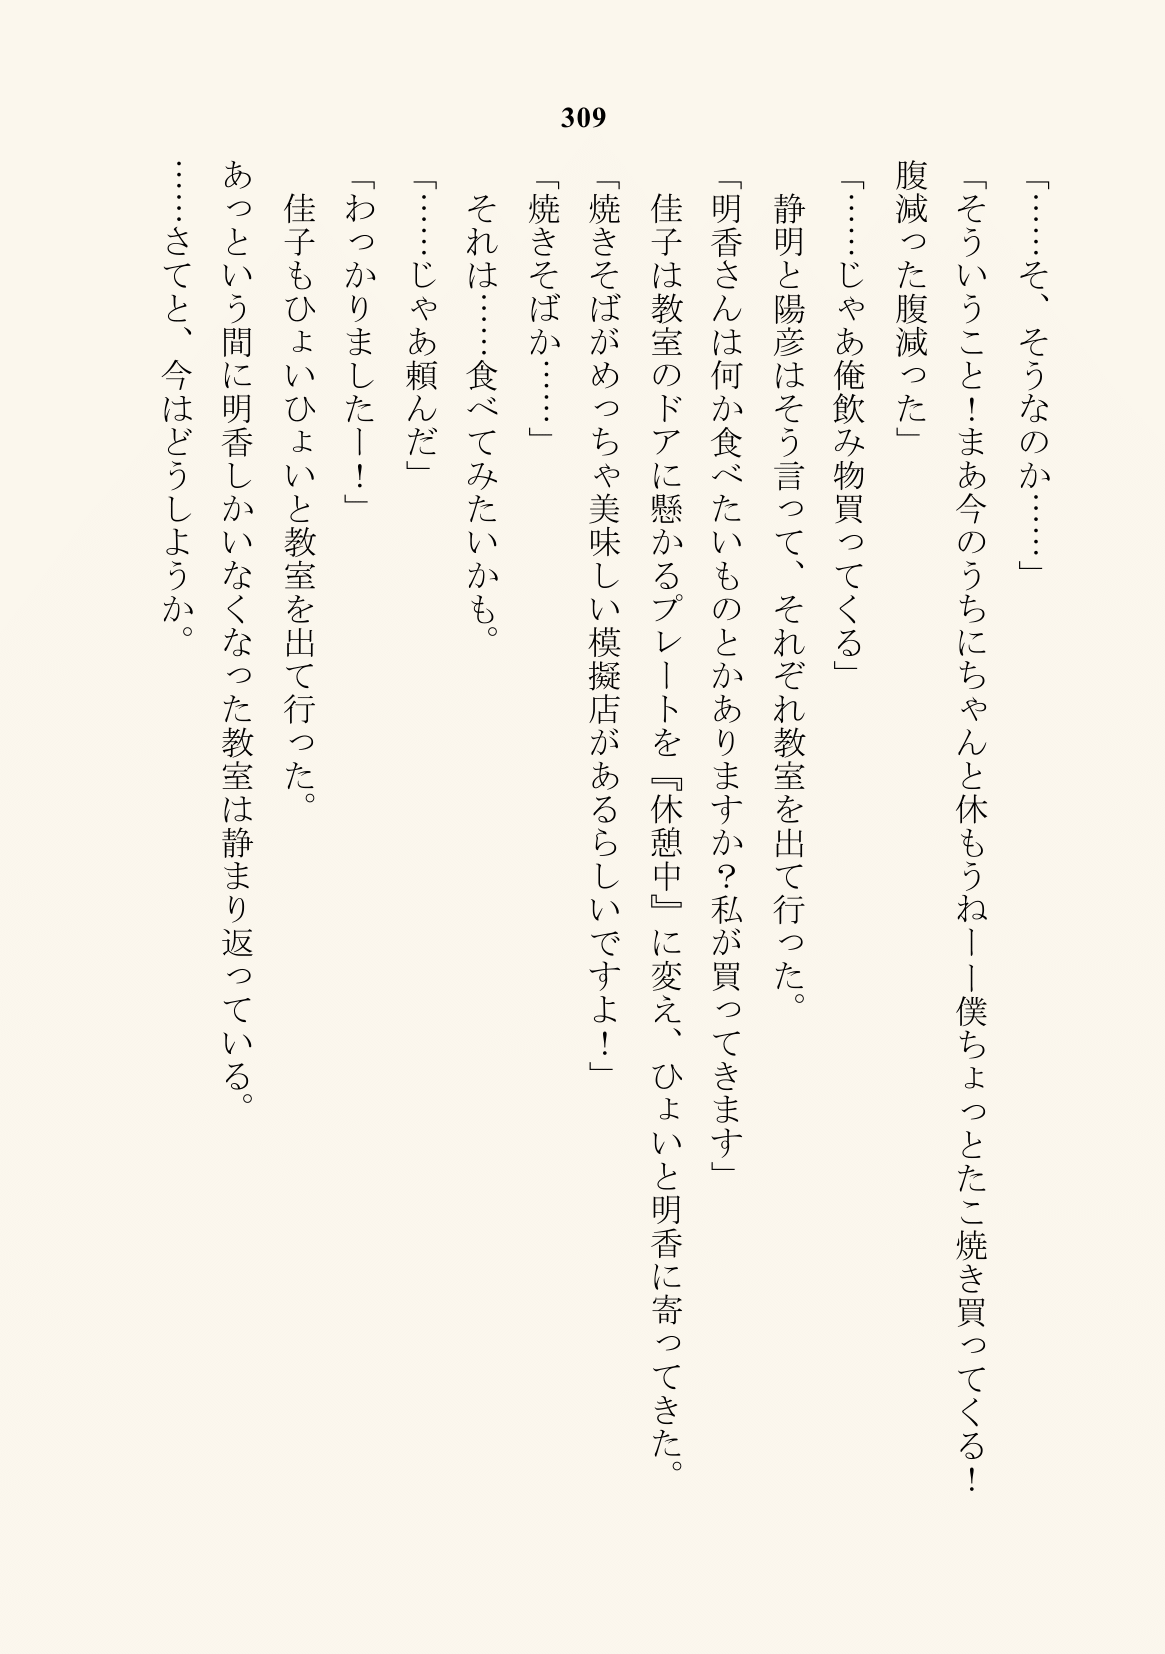 309
「……そ、そうなのか……」
「そういうこと！まあ今のうちにちゃんと休もうねーー僕ちょっとたこ焼き買ってくる！
腹減った腹減った」
「……じゃあ俺飲み物買ってくる」
　静明と陽彦はそう言って、それぞれ教室を出て行った。
「明香さんは何か食べたいものとかありますか？私が買ってきます」
　佳子は教室のドアに懸かるプレートを『休憩中』に変え、ひょいと明香に寄ってきた。
「焼きそばがめっちゃ美味しい模擬店があるらしいですよ！」
「焼きそばか……」
　それは……食べてみたいかも。
「……じゃあ頼んだ」
「わっかりましたー！」
　佳子もひょいひょいと教室を出て行った。
あっという間に明香しかいなくなった教室は静まり返っている。
……さてと、今はどうしようか。